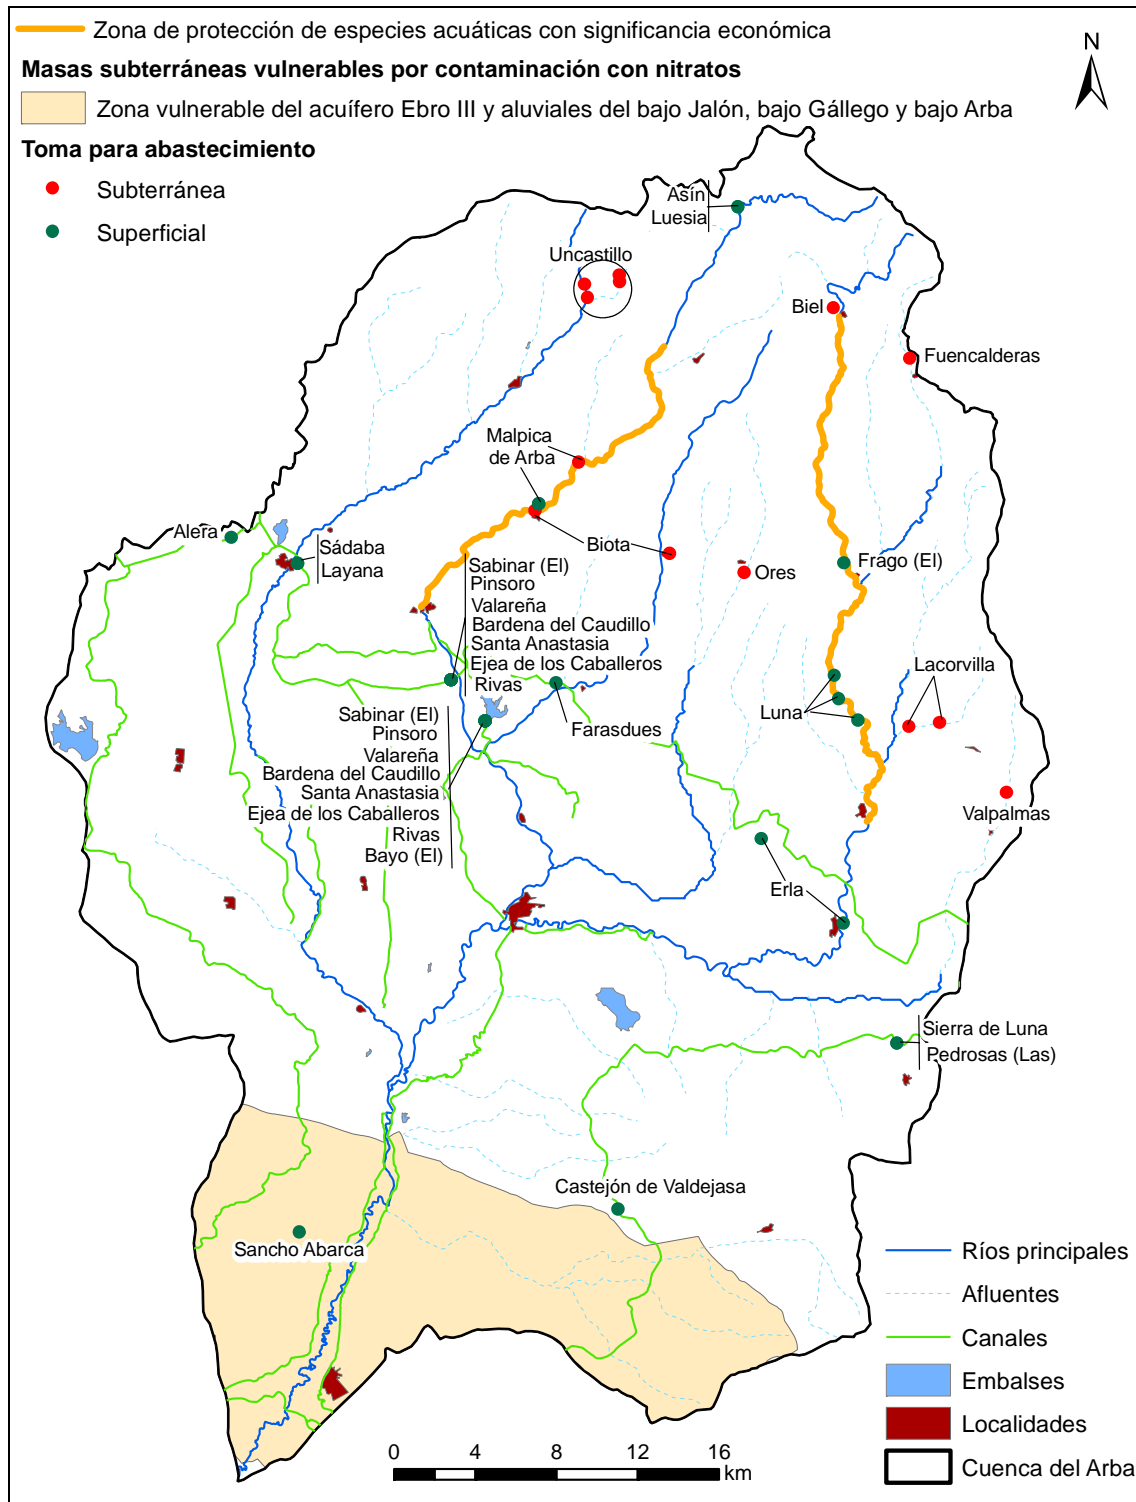 Zona de protección de especies acuáticas con significancia económica
Masas subterráneas vulnerables por contaminación con nitratos
Zona vulnerable del acuífero Ebro III y aluviales del bajo Jalón, bajo Gállego y bajo Arba
Toma para abastecimiento
Subterránea
Superficial
N
Asín
Luesia
Uncastillo
Biel
Fuencalderas
Malpica
de Arba
Alera
Sádaba
Layana
Biota
Ores
Frago (El)
Sabinar (El)
Pinsoro
Valareña
Bardena del Caudillo
Santa Anastasia
Ejea de los Caballeros
Rivas
Lacorvilla
Luna
Farasdues
Sabinar (El)
Pinsoro
Valareña
Bardena del Caudillo
Santa Anastasia
Ejea de los Caballeros
Rivas
Bayo (El)
Valpalmas
Erla
Sierra de Luna
Pedrosas (Las)
Castejón de Valdejasa
Sancho Abarca
Ríos principales
Afluentes
Canales
Embalses
Localidades
Cuenca del Arba
0 4 8 12 16
km